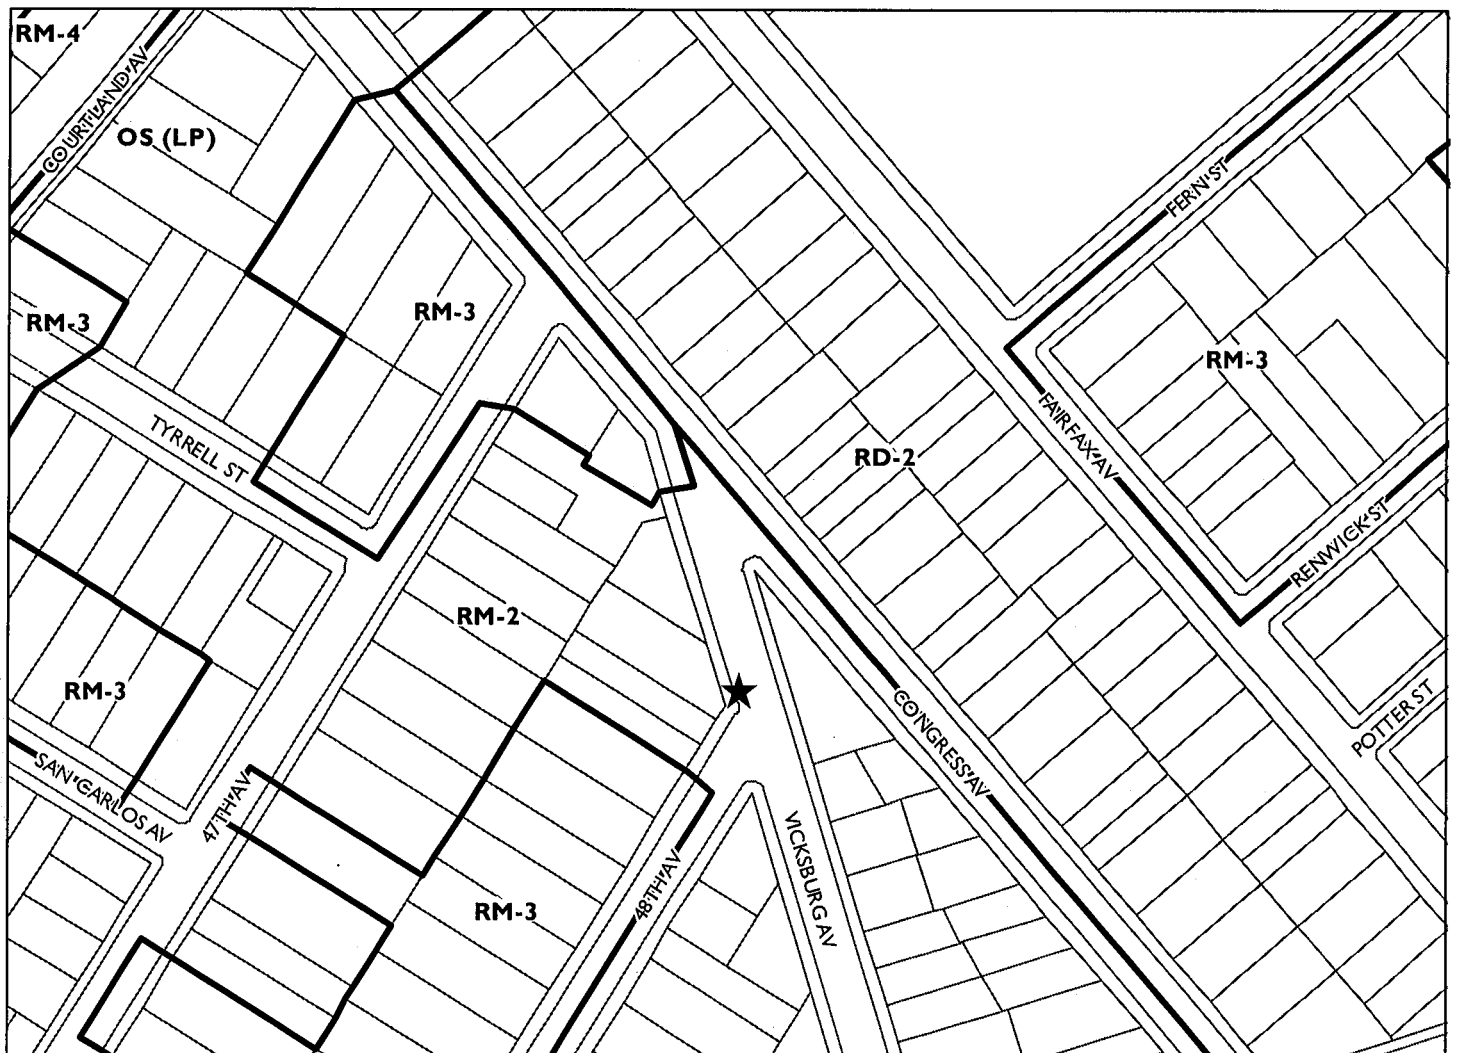 RM-4
COURTLAND AV
OS (LP)
FERN ST
RM-3
RM-3
RM-3
TYRRELL ST
FAIRFAX AV
RD-2
RENWICK ST
RM-2
RM-3
POTTER ST
CONGRESS AV
SAN CARLOS AV
47TH AV
VICKSBURG AV
48TH AV
RM-3